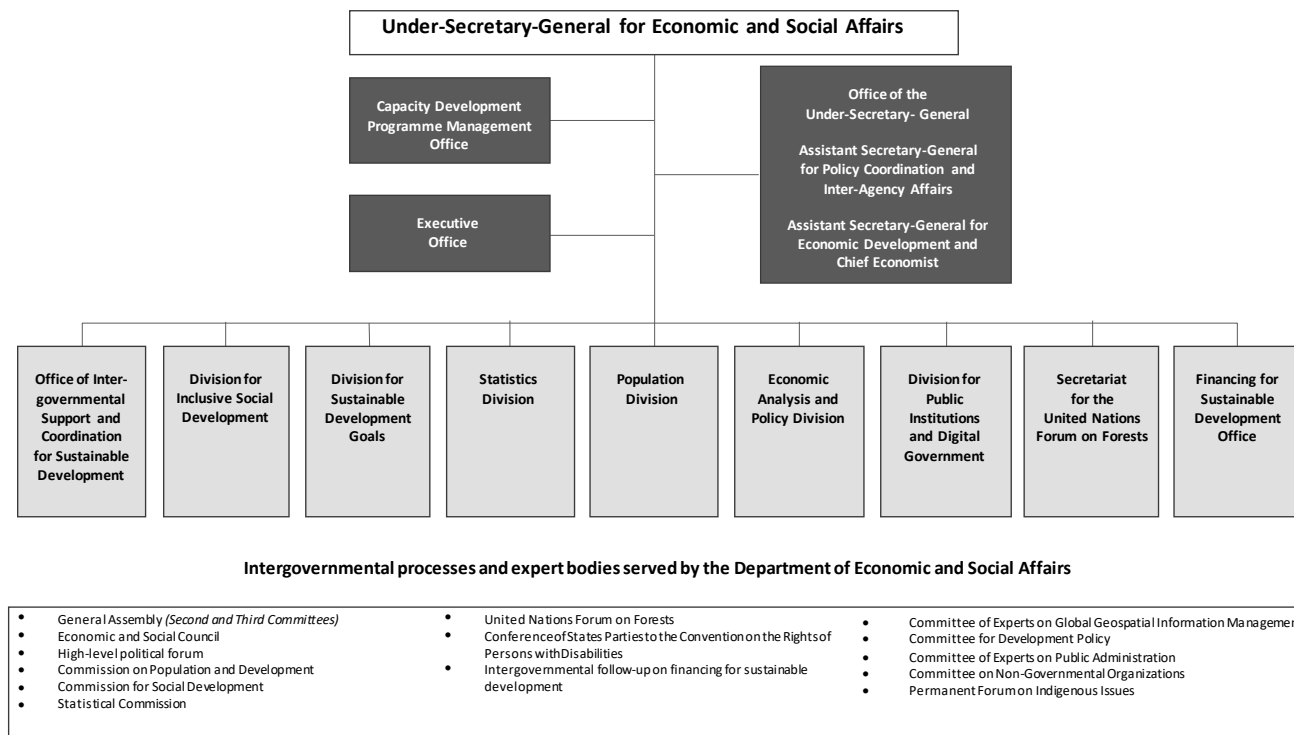 Under-Secretary-General for Economic and Social Affairs
Capacity Development
Programme Management
Office
Office of the
Under-Secretary- General
Assistant Secretary-General
for Policy Coordination and
Inter-Agency Affairs
Assistant Secretary-General for
Economic Development and
Chief Economist
Executive
Office
Office of Inter-
governmental
Support and
Coordination
for Sustainable
Development
Division for
Inclusive Social
Development
Division for
Sustainable
Development
Goals
Statistics
Division
Population
Division
Economic
Analysis and
Policy Division
Division for
Public
Institutions
and Digital
Government
Secretariat
for the
United Nations
Forum on Forests
Financing for
Sustainable
Development
Office
Intergovernmental processes and expert bodies served by the Department of Economic and Social Affairs
• General Assembly (Second and Third Committees)
• Economic and Social Council
• High-level political forum
• Commission on Population and Development
• Commission for Social Development
• Statistical Commission
• United Nations Forum on Forests
• Conference of States Parties to the Convention on the Rights of
Persons with Disabilities
• Intergovernmental follow-up on financing for sustainable
development
• Committee of Experts on Global Geospatial Information Management
• Committee for Development Policy
• Committee of Experts on Public Administration
• Committee on Non-Governmental Organizations
• Permanent Forum on Indigenous Issues